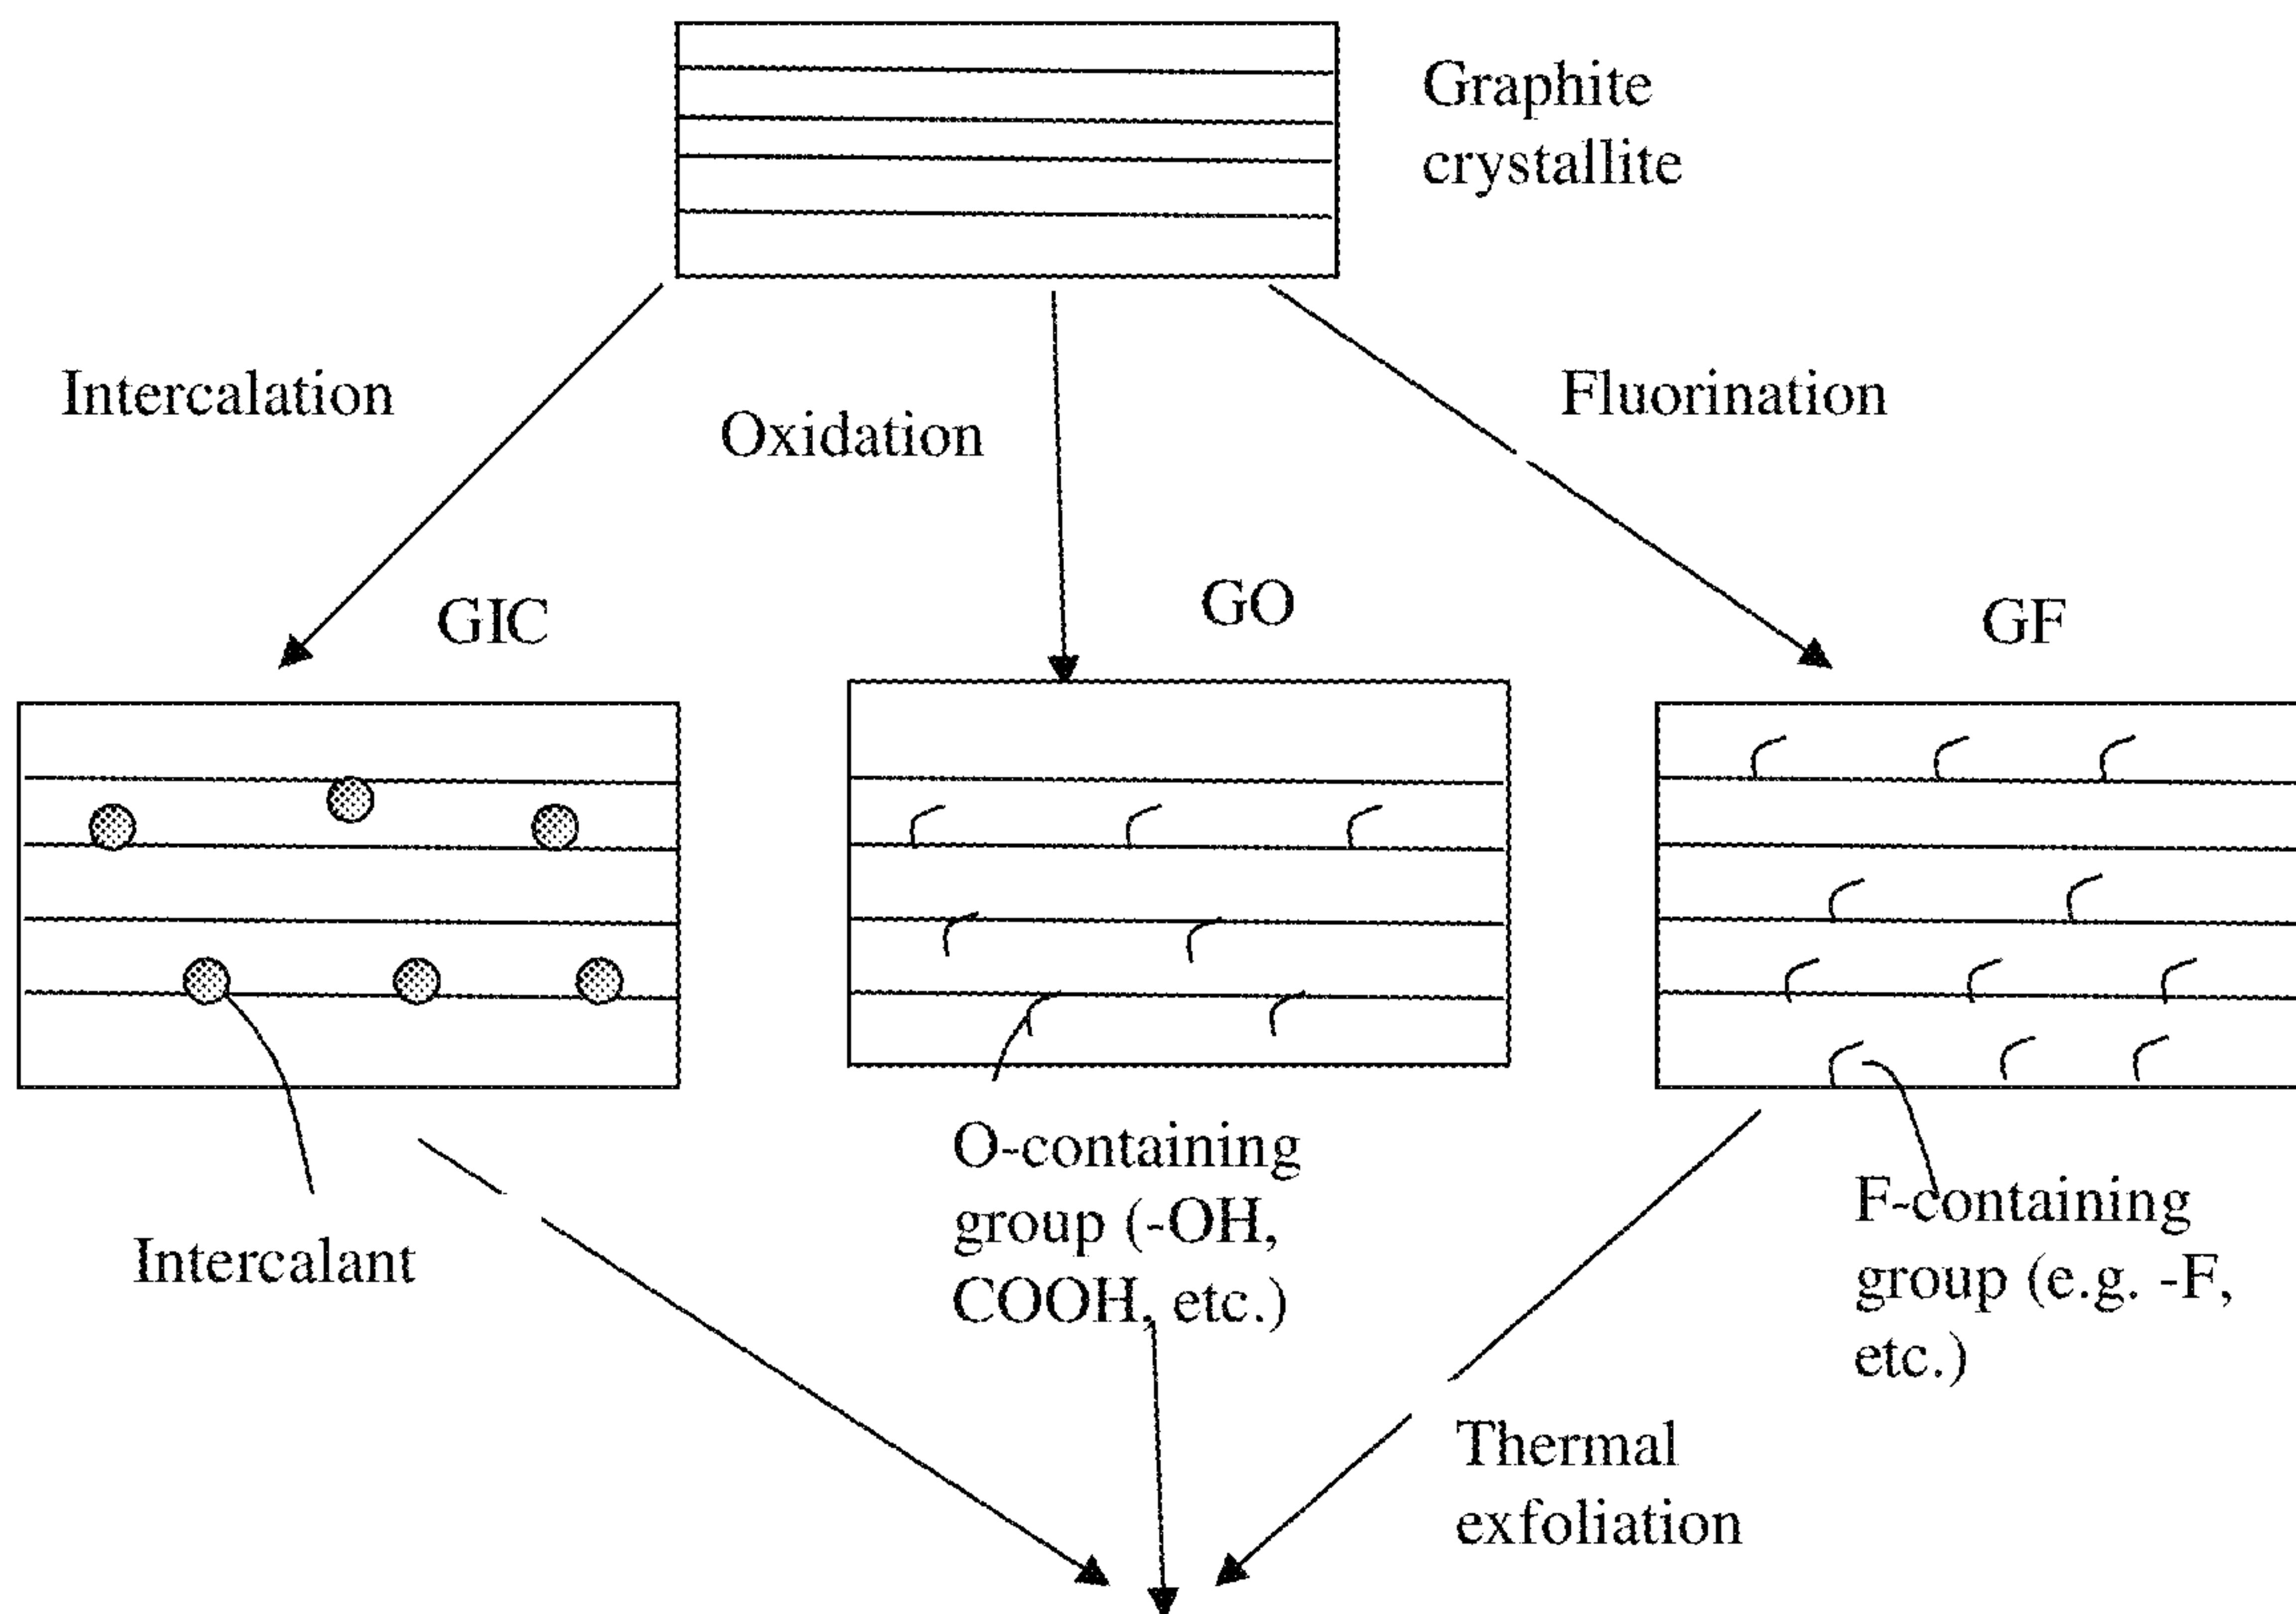 Graphite
crystallite
Intercalation
Oxidation
Fluorination
GIC
GO
GF
O-containing
group (-OH,
COOH, etc.)
F-containing
group (e.g. -F,
etc.)
Intercalant
Thermal
exfoliation